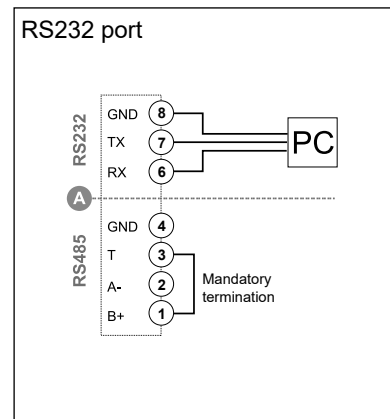 RS232 port
RS232
GND 8
TX 7
PC
RX 6
A
RS485
GND 4
T 3
A- 2
B+ 1
Mandatory
termination